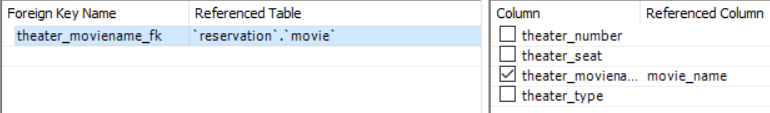 Foreign Key Name Referenced Table
theater_moviename_fk `reservation`.`movie`
Column Referenced Column
theater_number
theater_seat
theater_moviena... movie_name
theater_type